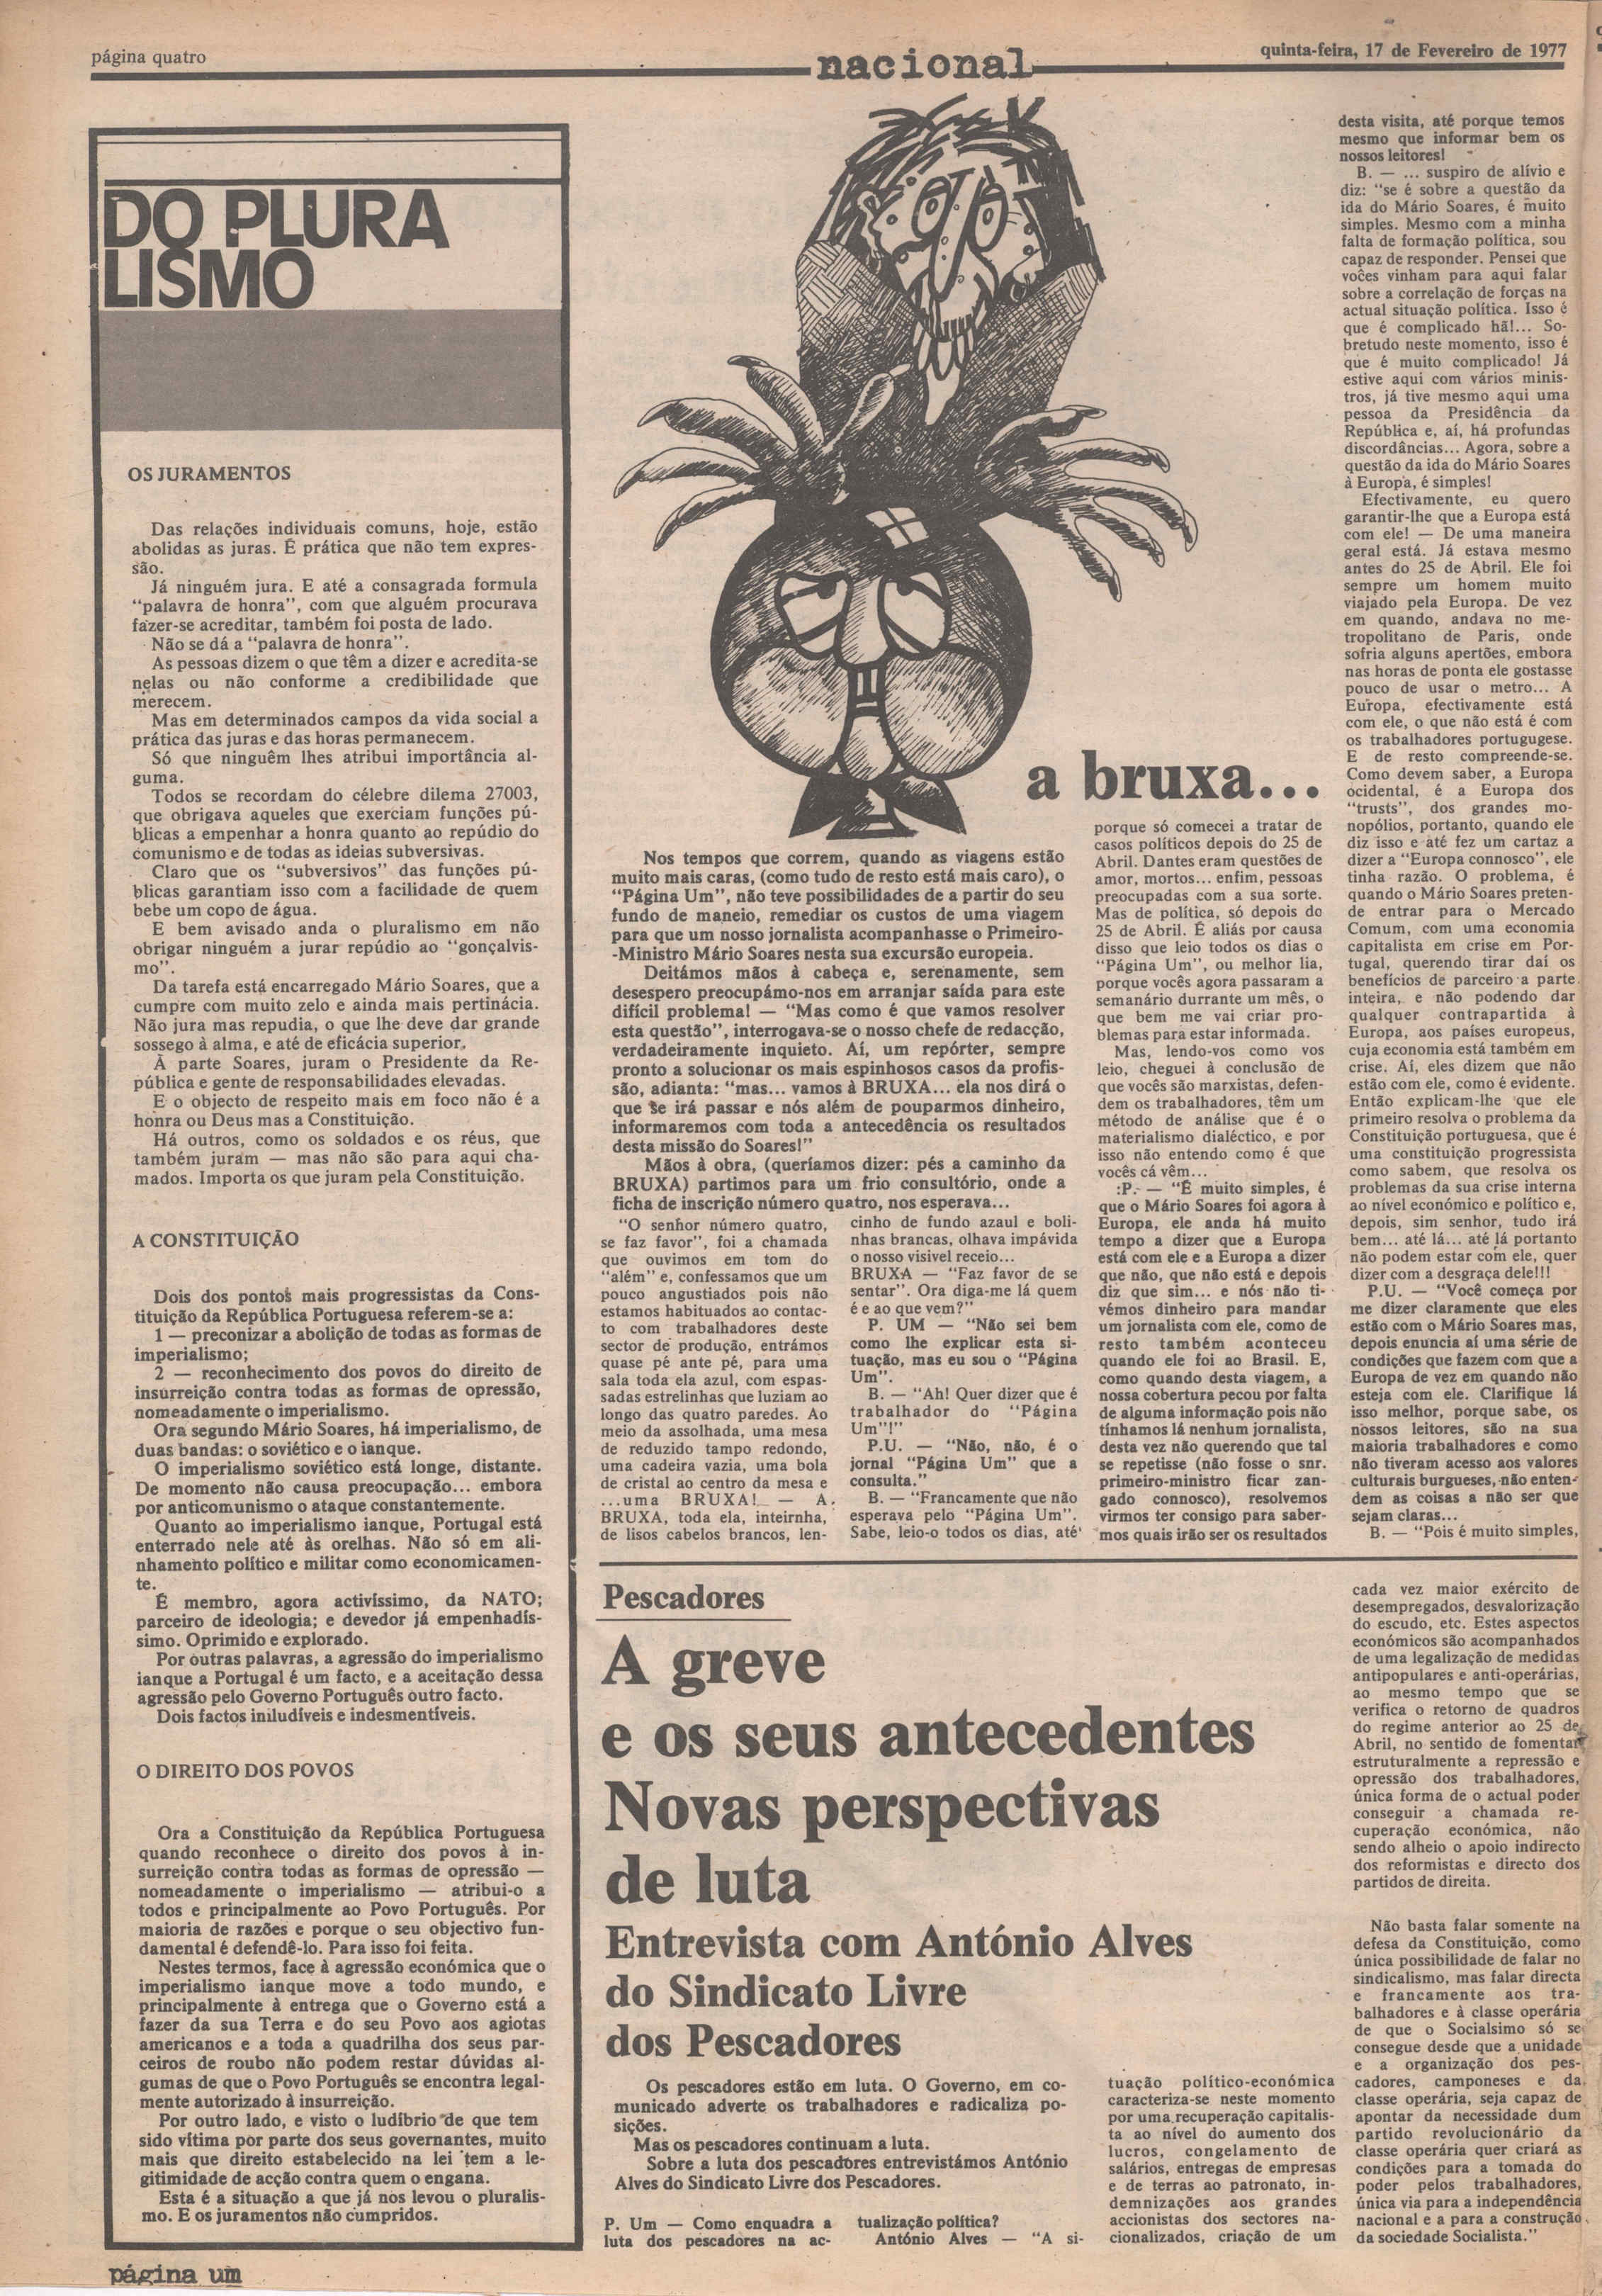 página quatro
nacional
quinta-feira, 17 de Fevereiro de 1977
DO PLURA
LISMO
OS JURAMENTOS
Das relações individuais comuns, hoje, estão
abolidas as juras. É prática que não tem expres-
são.
Já ninguém jura. E até a consagrada formula
"palavra de honra", com que alguém procurava
fazer-se acreditar, também foi posta de lado.
Não se dá a "palavra de honra".
As pessoas dizem o que têm a dizer e acredita-se
nelas ou não conforme a credibilidade que
merecem.
Mas em determinados campos da vida social a
prática das juras e das horas permanecem.
Só que ninguêm lhes atribui importância al-
guma.
Todos se recordam do célebre dilema 27003,
que obrigava aqueles que exerciam funções pú-
blicas a empenhar a honra quanto ao repúdio do
comunismo e de todas as ideias subversivas.
Claro que os "subversivos" das funções pú-
blicas garantiam isso com a facilidade de quem
bebe um copo de água.
E bem avisado anda o pluralismo em não
obrigar ninguém a jurar repúdio ao "gonçalvis-
mo".
Da tarefa está encarregado Mário Soares, que a
cumpre com muito zelo e ainda mais pertinácia.
Não jura mas repudia, o que lhe deve dar grande
sossego à alma, e até de eficácia superior.
À parte Soares, juram o Presidente da Re-
pública e gente de responsabilidades elevadas.
E o objecto de respeito mais em foco não é a
honra ou Deus mas a Constituição.
Há outros, como os soldados e os réus, que
também juram — mas não são para aqui cha-
mados. Importa os que juram pela Constituição.
A CONSTITUIÇÃO
Dois dos pontos mais progressistas da Cons-
tituição da República Portuguesa referem-se a:
1 — preconizar a abolição de todas as formas de
imperialismo;
2 — reconhecimento dos povos do direito de
insurreição contra todas as formas de opressão,
nomeadamente o imperialismo.
Ora segundo Mário Soares, há imperialismo, de
duas bandas: o soviético e o ianque.
O imperialismo soviético está longe, distante.
De momento não causa preocupação... embora
por anticomunismo o ataque constantemente.
Quanto ao imperialismo ianque, Portugal está
enterrado nele até às orelhas. Não só em ali-
nhamento político e militar como economicamen-
te.
É membro, agora activíssimo, da NATO;
parceiro de ideologia; e devedor já empenhadís-
simo. Oprimido e explorado.
Por outras palavras, a agressão do imperialismo
ianque a Portugal é um facto, e a aceitação dessa
agressão pelo Governo Português outro facto.
Dois factos iniludíveis e indesmentíveis.
O DIREITO DOS POVOS
Ora a Constituição da República Portuguesa
quando reconhece o direito dos povos à in-
surreição contra todas as formas de opressão —
nomeadamente o imperialismo — atribui-o a
todos e principalmente ao Povo Português. Por
maioria de razões e porque o seu objectivo fun-
damental é defendê-lo. Para isso foi feita.
Nestes termos, face à agressão económica que o
imperialismo ianque move a todo mundo, e
principalmente à entrega que o Governo está a
fazer da sua Terra e do seu Povo aos agiotas
americanos e a toda a quadrilha dos seus par-
ceiros de roubo não podem restar dúvidas al-
gumas de que o Povo Português se encontra legal-
mente autorizado à insurreição.
Por outro lado, e visto o ludíbrio de que tem
sido vítima por parte dos seus governantes, muito
mais que direito estabelecido na lei tem a le-
gitimidade de acção contra quem o engana.
Esta é a situação a que já nos levou o pluralis-
mo. E os juramentos não cumpridos.
página um
a bruxa...
Nos tempos que correm, quando as viagens estão
muito mais caras, (como tudo de resto está mais caro), o
"Página Um", não teve possibilidades de a partir do seu
fundo de maneio, remediar os custos de uma viagem
para que um nosso jornalista acompanhasse o Primeiro-
-Ministro Mário Soares nesta sua excursão europeia.
Deitámos mãos à cabeça e, serenamente, sem
desespero preocupámo-nos em arranjar saída para este
difícil problema! — "Mas como é que vamos resolver
esta questão", interrogava-se o nosso chefe de redacção,
verdadeiramente inquieto. Aí, um repórter, sempre
pronto a solucionar os mais espinhosos casos da profis-
são, adianta: "mas... vamos à BRUXA... ela nos dirá o
que se irá passar e nós além de pouparmos dinheiro,
informaremos com toda a antecedência os resultados
desta missão do Soares!"
Mãos à obra, (queríamos dizer: pés a caminho da
BRUXA) partimos para um frio consultório, onde a
ficha de inscrição número quatro, nos esperava...
"O senhor número quatro,
se faz favor", foi a chamada
que ouvimos em tom do
"além" e, confessamos que um
pouco angustiados pois não
estamos habituados ao contac-
to com trabalhadores deste
sector de produção, entrámos
quase pé ante pé, para uma
sala toda ela azul, com espas-
sadas estrelinhas que luziam ao
longo das quatro paredes. Ao
meio da assolhada, uma mesa
de reduzido tampo redondo,
uma cadeira vazia, uma bola
de cristal ao centro da mesa e
...uma BRUXA! — A
BRUXA, toda ela, inteirnha,
de lisos cabelos brancos, len-
cinho de fundo azaul e boli-
nhas brancas, olhava impávida
o nosso visivel receio...
BRUXA — "Faz favor de se
sentar". Ora diga-me lá quem
é e ao que vem?"
P. UM — "Não sei bem
como lhe explicar esta si-
tuação, mas eu sou o "Página
Um".
B. — "Ah! Quer dizer que é
trabalhador do "Página
Um"!"
P.U. — "Não, não, é o
jornal "Página Um" que a
consulta."
B. — "Francamente que não
esperava pelo "Página Um".
Sabe, leio-o todos os dias, até
porque só comecei a tratar de
casos políticos depois do 25 de
Abril. Dantes eram questões de
amor, mortos... enfim, pessoas
preocupadas com a sua sorte.
Mas de política, só depois do
25 de Abril. É aliás por causa
disso que leio todos os dias o
"Página Um", ou melhor lia,
porque vocês agora passaram a
semanário durrante um mês, o
que bem me vai criar pro-
blemas para estar informada.
Mas, lendo-vos como vos
leio, cheguei à conclusão de
que vocês são marxistas, defen-
dem os trabalhadores, têm um
método de análise que é o
materialismo dialéctico, e por
isso não entendo como é que
vocês cá vêm...
:P. — "É muito simples, é
que o Mário Soares foi agora à
Europa, ele anda há muito
tempo a dizer que a Europa
está com ele e a Europa a dizer
que não, que não está e depois
diz que sim... e nós não ti-
vémos dinheiro para mandar
um jornalista com ele, como de
resto também aconteceu
quando ele foi ao Brasil. E,
como quando desta viagem, a
nossa cobertura pecou por falta
de alguma informação pois não
tínhamos lá nenhum jornalista,
desta vez não querendo que tal
se repetisse (não fosse o snr.
primeiro-ministro ficar zan-
gado connosco), resolvemos
virmos ter consigo para saber-
mos quais irão ser os resultados
desta visita, até porque temos
mesmo que informar bem os
nossos leitores!
B. — ... suspiro de alívio e
diz: "se é sobre a questão da
ida do Mário Soares, é muito
simples. Mesmo com a minha
falta de formação política, sou
capaz de responder. Pensei que
voĉes vinham para aqui falar
sobre a correlação de forças na
actual situação política. Isso é
que é complicado hã!... So-
bretudo neste momento, isso é
que é muito complicado! Já
estive aqui com vários minis-
tros, já tive mesmo aqui uma
pessoa da Presidência da
República e, aí, há profundas
discordâncias... Agora, sobre a
questão da ida do Mário Soares
à Europa, é simples!
Efectivamente, eu quero
garantir-lhe que a Europa está
com ele! — De uma maneira
geral está. Já estava mesmo
antes do 25 de Abril. Ele foi
sempre um homem muito
viajado pela Europa. De vez
em quando, andava no me-
tropolitano de Paris, onde
sofria alguns apertões, embora
nas horas de ponta ele gostasse
pouco de usar o metro... A
Europa, efectivamente está
com ele, o que não está é com
os trabalhadores portugugese.
E de resto compreende-se.
Como devem saber, a Europa
ocidental, é a Europa dos
"trusts", dos grandes mo-
nopólios, portanto, quando ele
diz isso e até fez um cartaz a
dizer a "Europa connosco", ele
tinha razão. O problema, é
quando o Mário Soares preten-
de entrar para o Mercado
Comum, com uma economia
capitalista em crise em Por-
tugal, querendo tirar daí os
benefícios de parceiro a parte
inteira, e não podendo dar
qualquer contrapartida à
Europa, aos países europeus,
cuja economia está também em
crise. Aí, eles dizem que não
estão com ele, como é evidente.
Então explicam-lhe que ele
primeiro resolva o problema da
Constituição portuguesa, que é
uma constituição progressista
como sabem, que resolva os
problemas da sua crise interna
ao nível económico e político e,
depois, sim senhor, tudo irá
bem... até lá... até lá portanto
não podem estar com ele, quer
dizer com a desgraça dele!!!
P.U. — "Você começa por
me dizer claramente que eles
estão com o Mário Soares mas,
depois enuncia aí uma série de
condições que fazem com que a
Europa de vez em quando não
esteja com ele. Clarifique lá
isso melhor, porque sabe, os
nossos leitores, são na sua
maioria trabalhadores e como
não tiveram acesso aos valores
culturais burgueses, não enten-
dem as coisas a não ser que
sejam claras...
B. — "Pois é muito simples,
Pescadores
A greve
e os seus antecedentes
Novas perspectivas
de luta
Entrevista com António Alves
do Sindicato Livre
dos Pescadores
Os pescadores estão em luta. O Governo, em co-
municado adverte os trabalhadores e radicaliza po-
sições.
Mas os pescadores continuam a luta.
Sobre a luta dos pescadores entrevistámos António
Alves do Sindicato Livre dos Pescadores.
P. Um — Como enquadra a
luta dos pescadores na ac-
tualização política?
António Alves — "A si-
tuação político-económica
caracteriza-se neste momento
por uma recuperação capitalis-
ta ao nível do aumento dos
lucros, congelamento de
salários, entregas de empresas
e de terras ao patronato, in-
demnizações aos grandes
accionistas dos sectores na-
cionalizados, criação de um
cada vez maior exército de
desempregados, desvalorização
do escudo, etc. Estes aspectos
económicos são acompanhados
de uma legalização de medidas
antipopulares e anti-operárias,
ao mesmo tempo que se
verifica o retorno de quadros
do regime anterior ao 25 de
Abril, no sentido de fomentar
estruturalmente a repressão e
opressão dos trabalhadores,
única forma de o actual poder
conseguir a chamada re-
cuperação económica, não
sendo alheio o apoio indirecto
dos reformistas e directo dos
partidos de direita.
Não basta falar somente na
defesa da Constituição, como
única possibilidade de falar no
sindicalismo, mas falar directa
e francamente aos tra-
balhadores e à classe operária
de que o Socialsimo só se
consegue desde que a unidade
e a organização dos pes-
cadores, camponeses e da
classe operária, seja capaz de
apontar da necessidade dum
partido revolucionário da
classe operária quer criará as
condições para a tomada do
poder pelos trabalhadores,
única via para a independência
nacional e a para a construção
da sociedade Socialista."